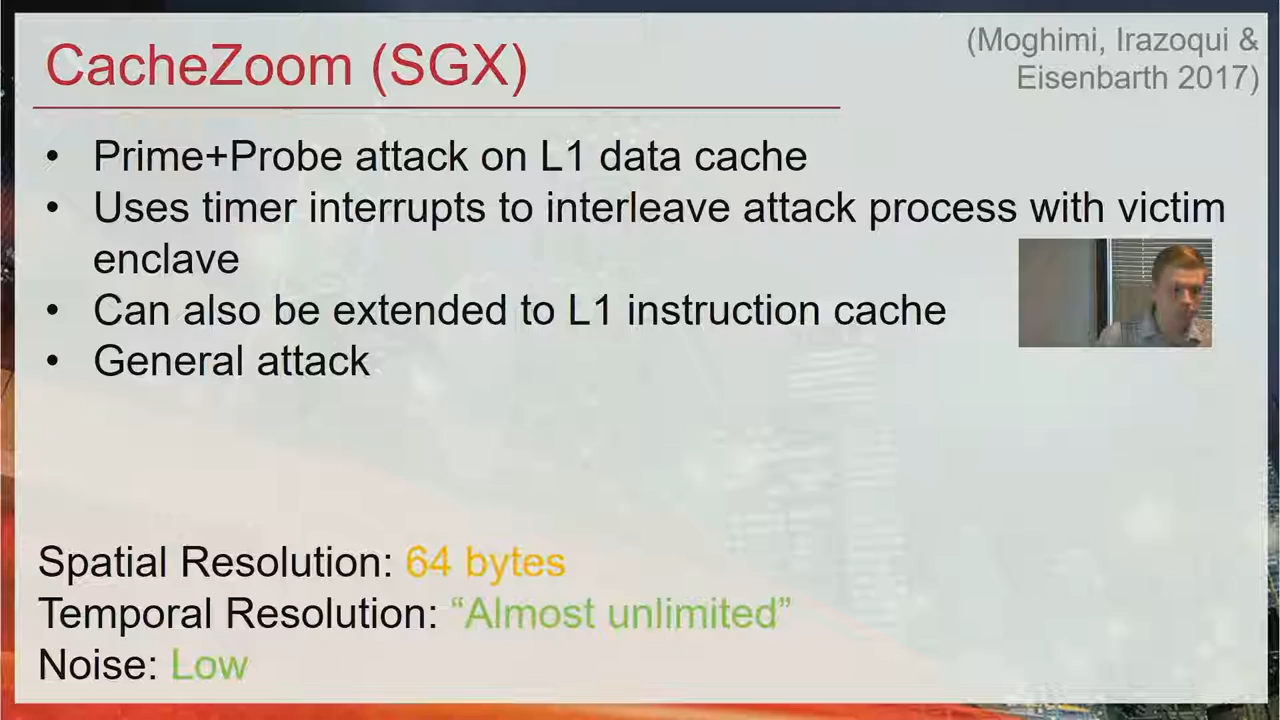 CacheZoom (SGX)
(Moghimi, Irazoqui &
Eisenbarth 2017)
• Prime+Probe attack on L1 data cache
• Uses timer interrupts to interleave attack process with victim
enclave
• Can also be extended to L1 instruction cache
• General attack
Spatial Resolution: 64 bytes
Temporal Resolution: “Almost unlimited”
Noise: Low